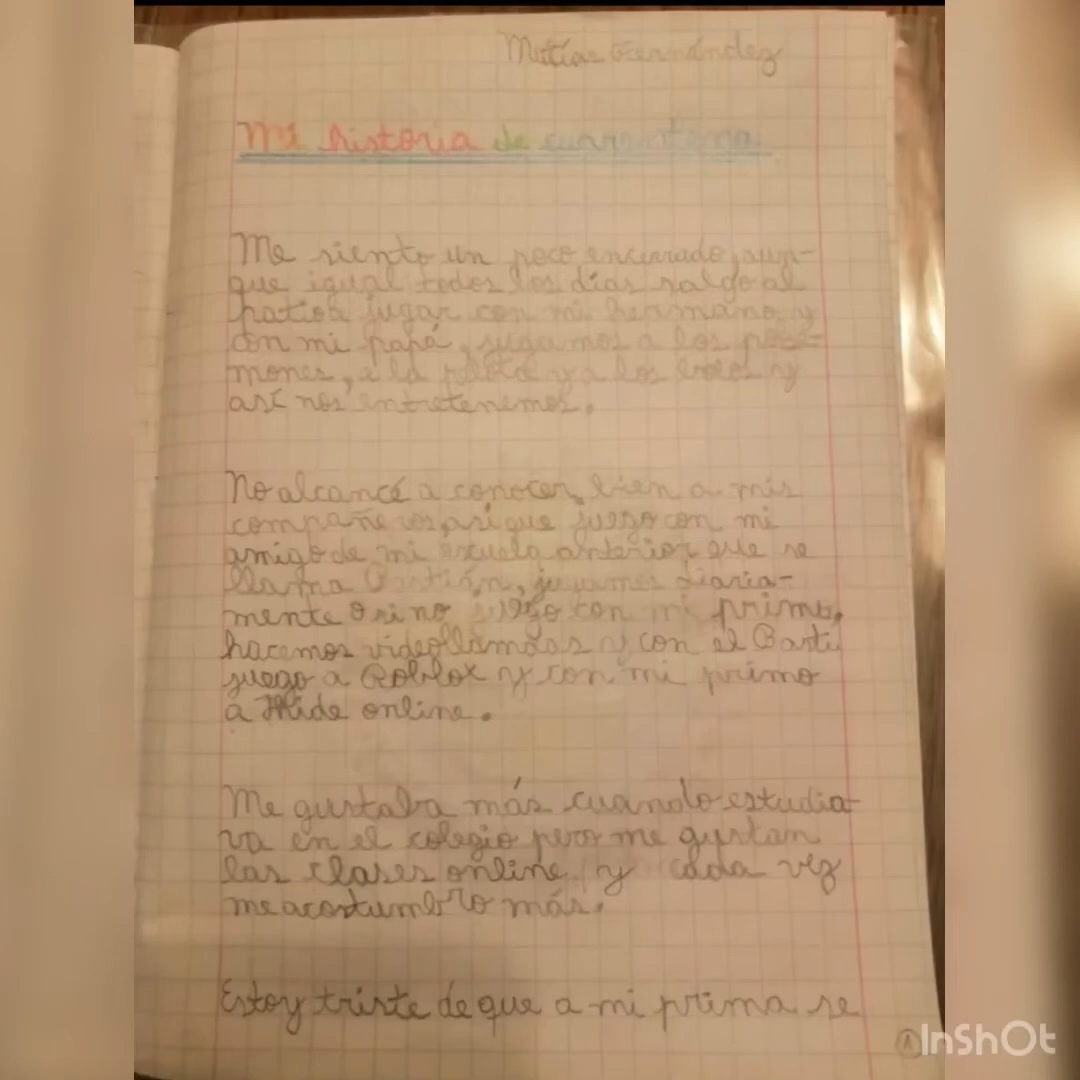 Matías Fernández
Mi historia de cuarentena.
Me siento un poco encerrado, aun-
que igual todos los días salgo al
patio a jugar con mi hermano y
con mi papá, jugamos a los poke-
mones, a la pelota y a los
así nos entretenemos.
No alcancé a conocer bien a mis
compañeros, así que juego con mi
amigo de mi escuela anterior que se
llama Bastián, jugamos diaria-
mente o si no juego con mi primo,
hacemos videollamdas y con el Basti
juego a Roblox y con mi primo
a Hide online.
Me gustaba más cuando estudia-
va en el colegio pero me gustan
las clases online y cada vez
me acostumbro más.
Estoy triste de que a mi prima se
InShOt